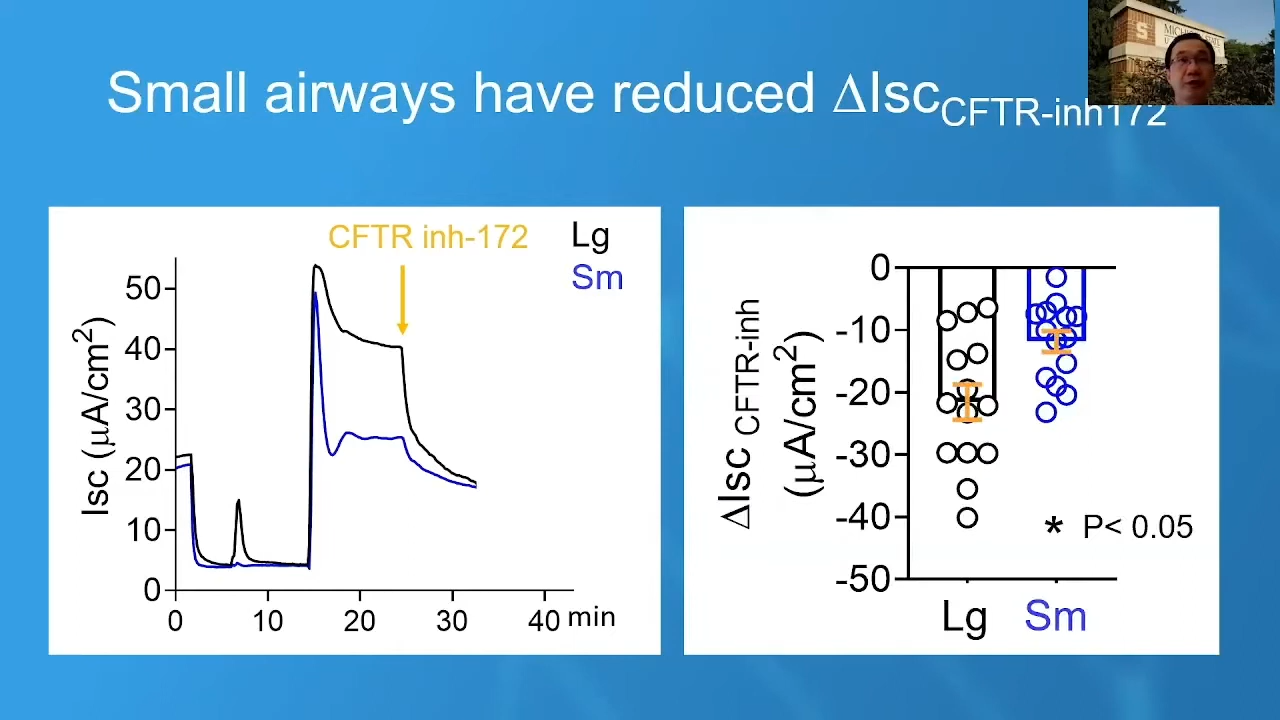 Small airways have reduced ΔIsc CFTR-inh172
CFTR inh-172
Lg
Sm
Isc (μA/cm2)
50
40
30
20
10
0
0 10 20 30 40 min
ΔIsc CFTR-inh
(μA/cm2)
0
-10
-20
-30
-40
-50
* P< 0.05
Lg Sm
S